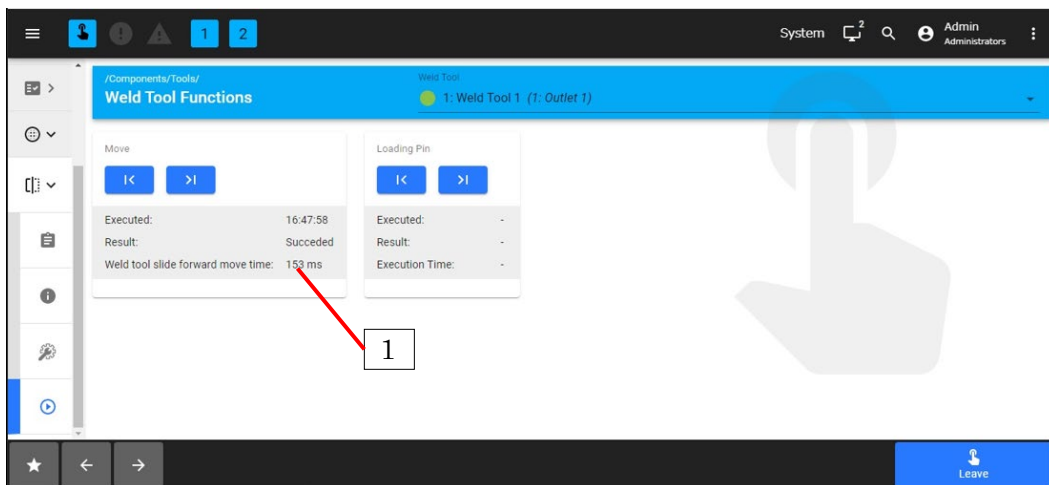 1 2 System 2 Admin
Administrators
/Components/Tools/
Weld Tool Functions
Weld Tool
1: Weld Tool 1 (1: Outlet 1)
Move
Executed: 16:47:58
Result: Succeded
Weld tool slide forward move time: 153 ms
Loading Pin
Executed: -
Result: -
Execution Time: -
1
Leave